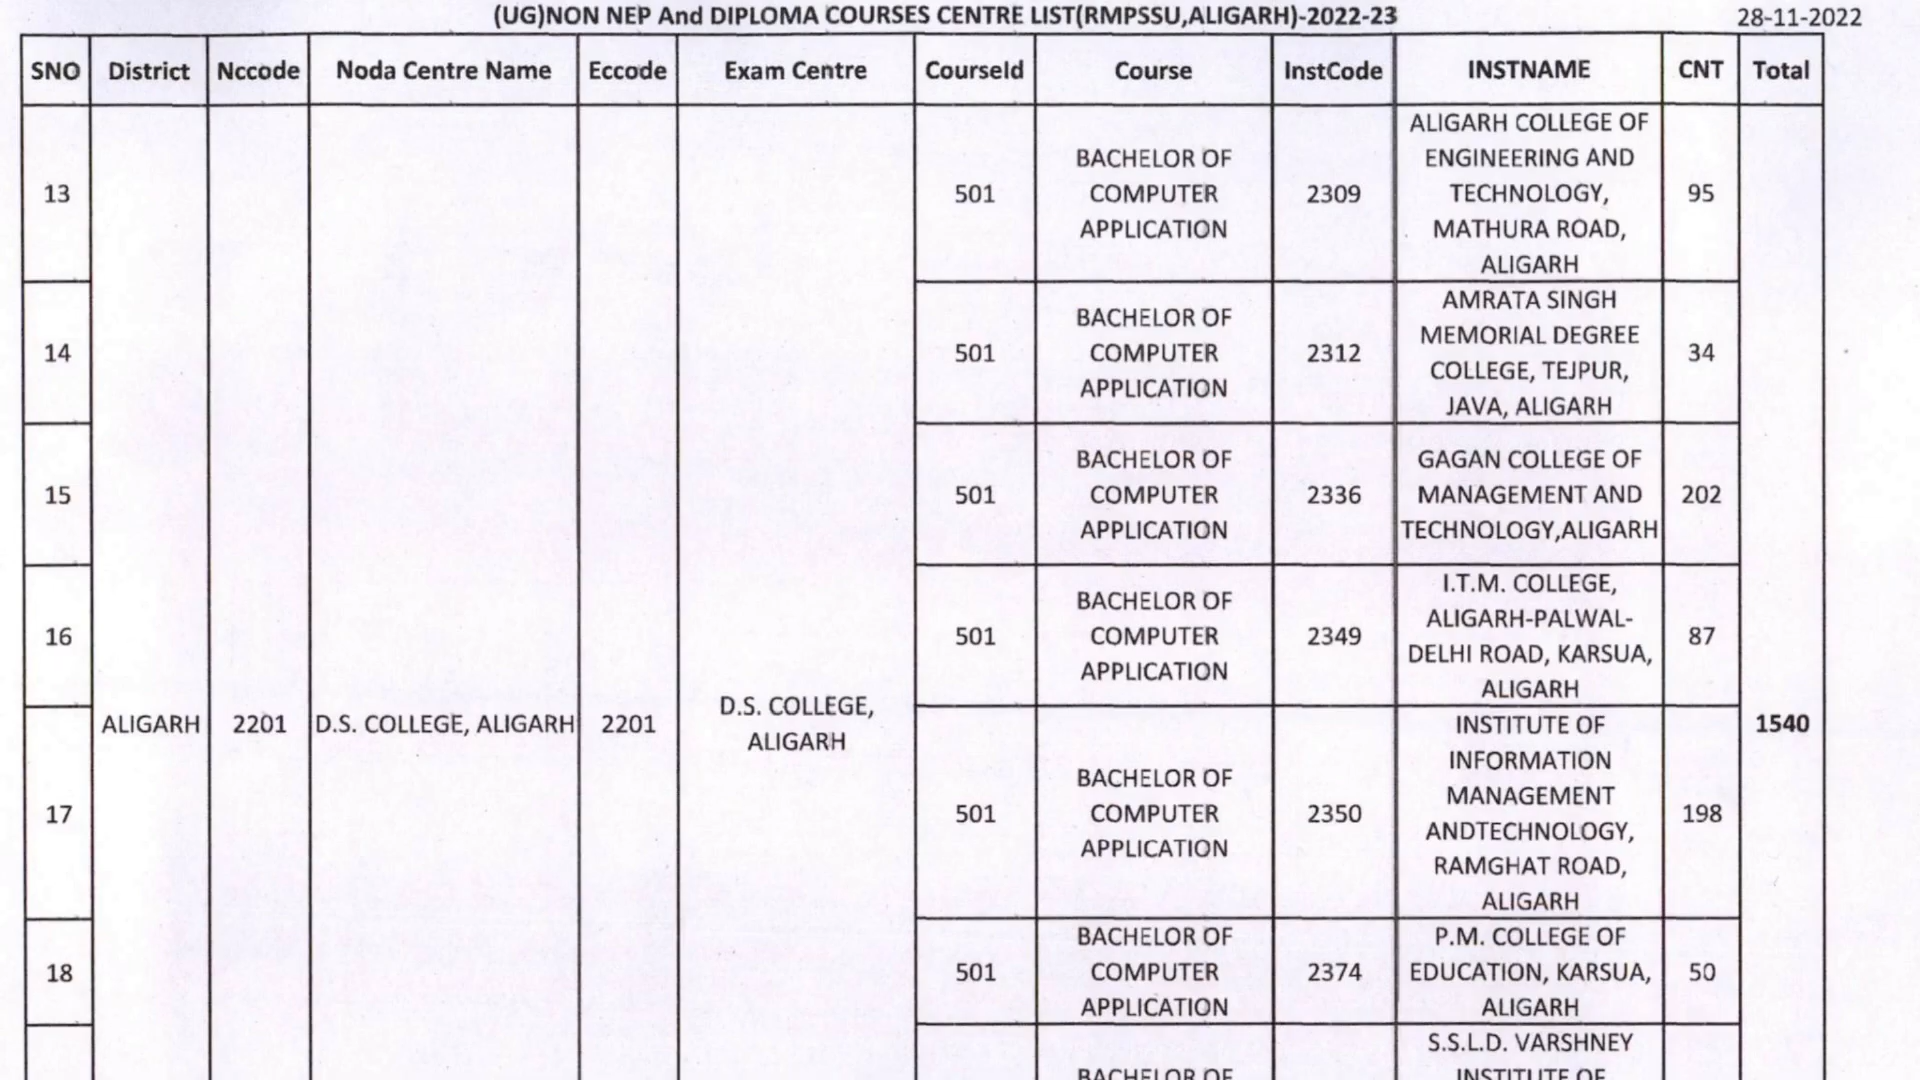 (UG)NON NEP And DIPLOMA COURSES CENTRE LIST(RMPSSU,ALIGARH)-2022-23
28-11-2022
SNO District Nccode Noda Centre Name Eccode Exam Centre CourseId Course InstCode INSTNAME CNT Total
13
501
BACHELOR OF
COMPUTER
APPLICATION
2309
ALIGARH COLLEGE OF
ENGINEERING AND
TECHNOLOGY,
MATHURA ROAD,
ALIGARH
95
14
501
BACHELOR OF
COMPUTER
APPLICATION
2312
AMRATA SINGH
MEMORIAL DEGREE
COLLEGE, TEJPUR,
JAVA, ALIGARH
34
15
501
BACHELOR OF
COMPUTER
APPLICATION
2336
GAGAN COLLEGE OF
MANAGEMENT AND
TECHNOLOGY,ALIGARH
202
16
501
BACHELOR OF
COMPUTER
APPLICATION
2349
I.T.M. COLLEGE,
ALIGARH-PALWAL-
DELHI ROAD, KARSUA,
ALIGARH
87
17
ALIGARH
2201
D.S. COLLEGE, ALIGARH
2201
D.S. COLLEGE,
ALIGARH
501
BACHELOR OF
COMPUTER
APPLICATION
2350
INSTITUTE OF
INFORMATION
MANAGEMENT
ANDTECHNOLOGY,
RAMGHAT ROAD,
ALIGARH
198
1540
18
501
BACHELOR OF
COMPUTER
APPLICATION
2374
P.M. COLLEGE OF
EDUCATION, KARSUA,
ALIGARH
50
BACHELOR OF
S.S.L.D. VARSHNEY
INSTITUTE OF